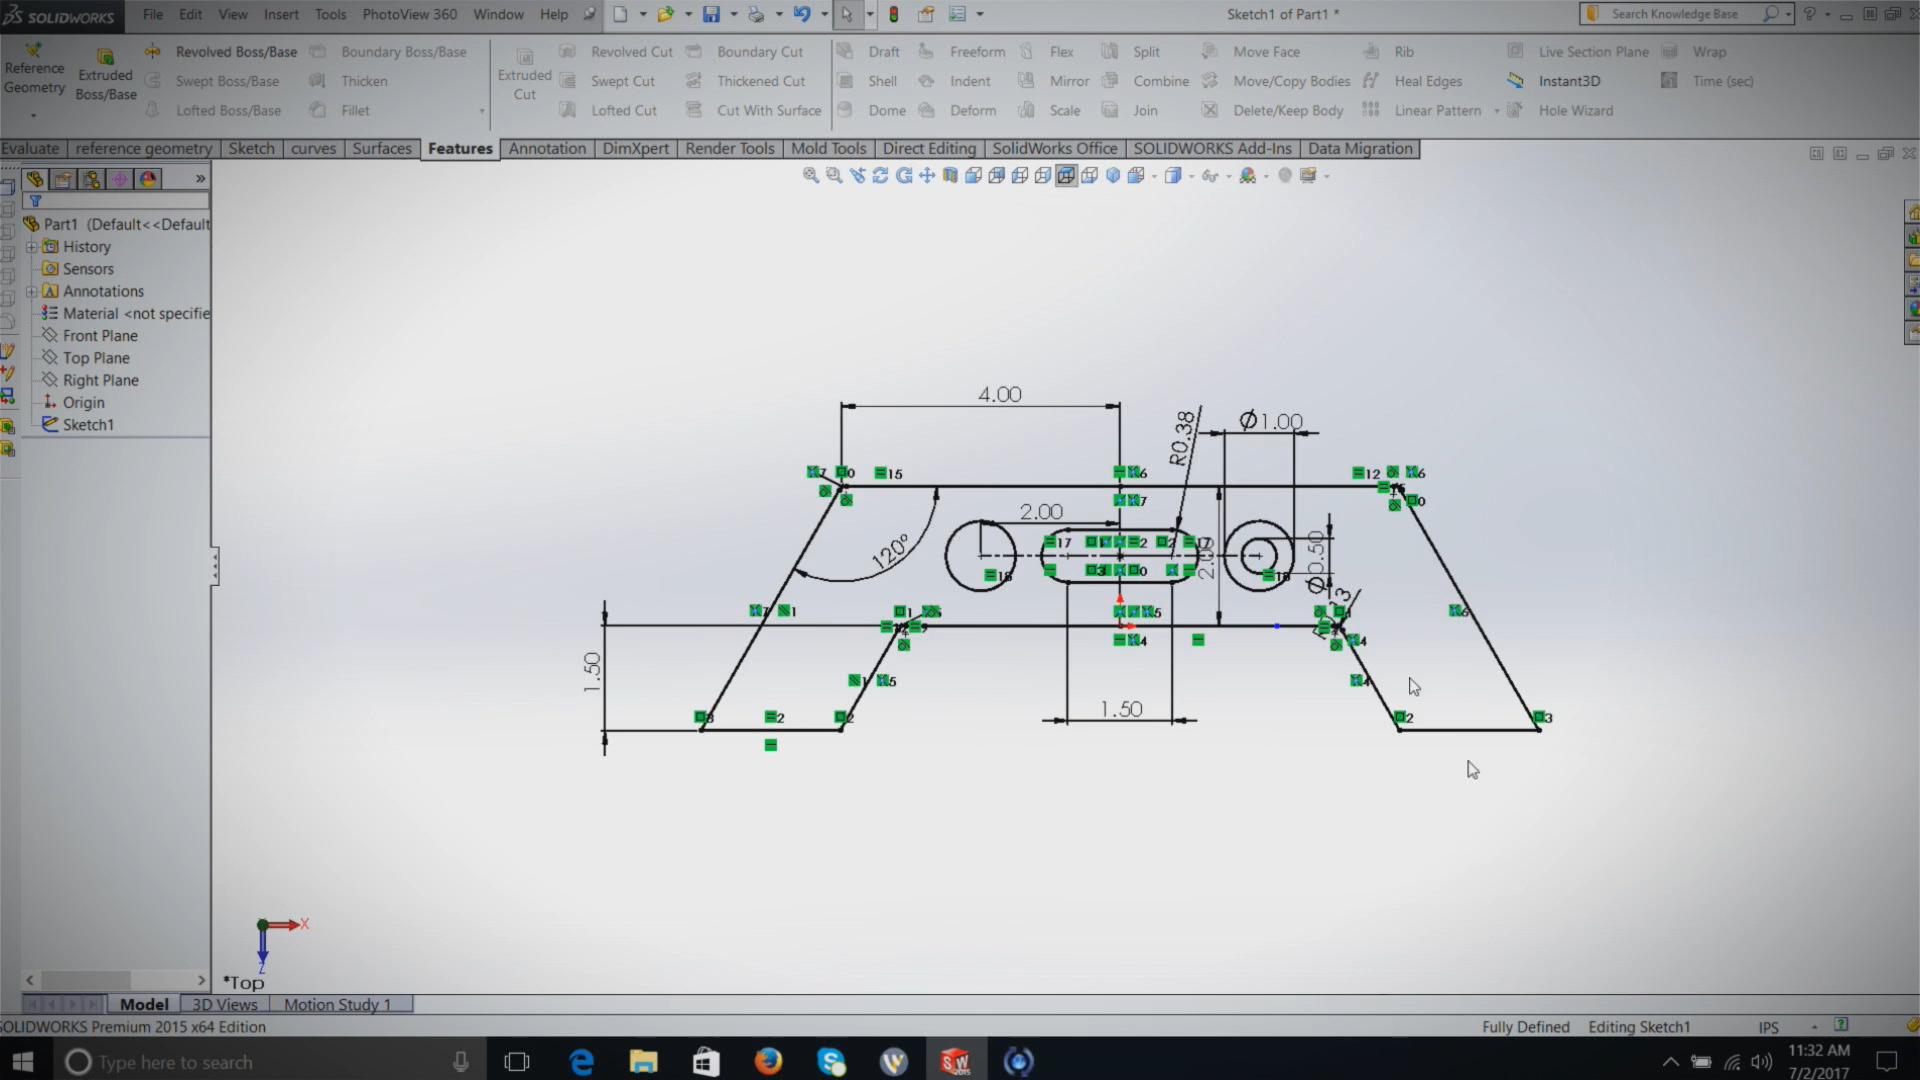 SOLIDWORKS File Edit View Insert Tools PhotoView 360 Window Help Sketch1 of Part1 * Search Knowledge Base
Reference Geometry
Extruded Boss/Base
Revolved Boss/Base Boundary Boss/Base
Swept Boss/Base Thicken
Lofted Boss/Base Fillet
Extruded Cut
Revolved Cut Boundary Cut
Swept Cut Thickened Cut
Lofted Cut Cut With Surface
Draft Freeform Flex Split Move Face Rib Live Section Plane Wrap
Shell Indent Mirror Combine Move/Copy Bodies Heal Edges Instant3D Time (sec)
Dome Deform Scale Join Delete/Keep Body Linear Pattern Hole Wizard
Evaluate reference geometry Sketch curves Surfaces Features Annotation DimXpert Render Tools Mold Tools Direct Editing SolidWorks Office SOLIDWORKS Add-Ins Data Migration
Part1 (Default<<Default
History
Sensors
Annotations
Material <not specifie
Front Plane
Top Plane
Right Plane
Origin
Sketch1
4.00
R0.38
Ø1.00
2.00
120°
2.00
Ø0.50
1.50
1.50
X
Z
*Top
Model 3D Views Motion Study 1
SOLIDWORKS Premium 2015 x64 Edition Fully Defined Editing Sketch1 IPS
Type here to search
11:32 AM
7/2/2017